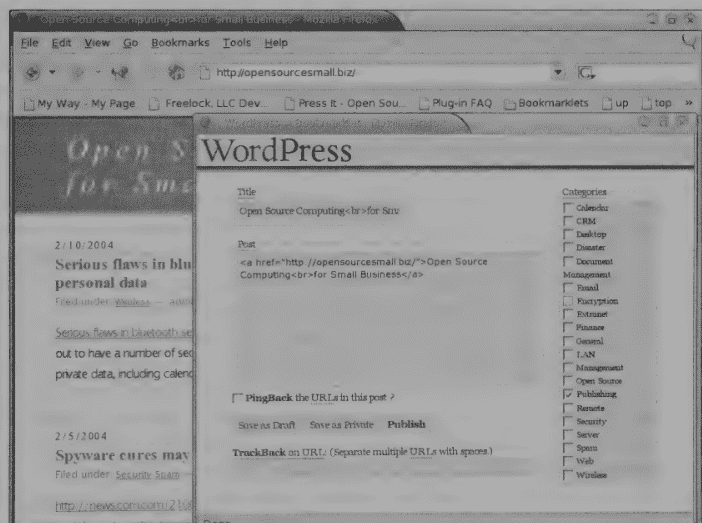 Open Source Computing<br>for Small Business - Mozilla Firefox
File Edit View Go Bookmarks Tools Help
http://opensourcesmall.biz/
My Way - My Page Freelock, LLC Dev... Press It - Open Sou... Plug-in FAQ Bookmarklets up top »
Open S
for Sma
WordPress
Title
Open Source Computing<br>for Sma
Post
<a href="http://opensourcesmall.biz/">Open Source
Computing<br>for Small Business</a>
PingBack the URLs in this post ?
Save as Draft Save as Private Publish
TrackBack an URL: (Separate multiple URLs with spaces.)
Categories
Calendar
CRM
Desktop
Disaster
Document
Management
Email
Encryption
Extranet
Finance
General
LAN
Management
Open Source
Publishing
Remote
Security
Server
Spam
Web
Wireless
2/10/2004
Serious flaws in blu
personal data
Filed under: Wireless —
Serious flaws in bluetooth se
out to have a number of sec
private data, including calend
2/5/2004
Spyware cures may
Filed under: Security Spam —
http://news.com.com/2100
Done